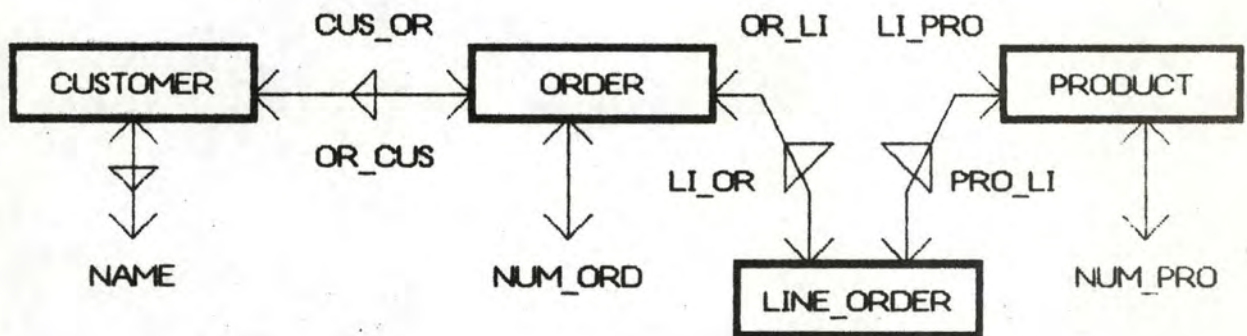 CUS_OR
OR_LI
LI_PRO
CUSTOMER
ORDER
PRODUCT
OR_CUS
LI_OR
PRO_LI
NAME
NUM_ORD
LINE_ORDER
NUM_PRO